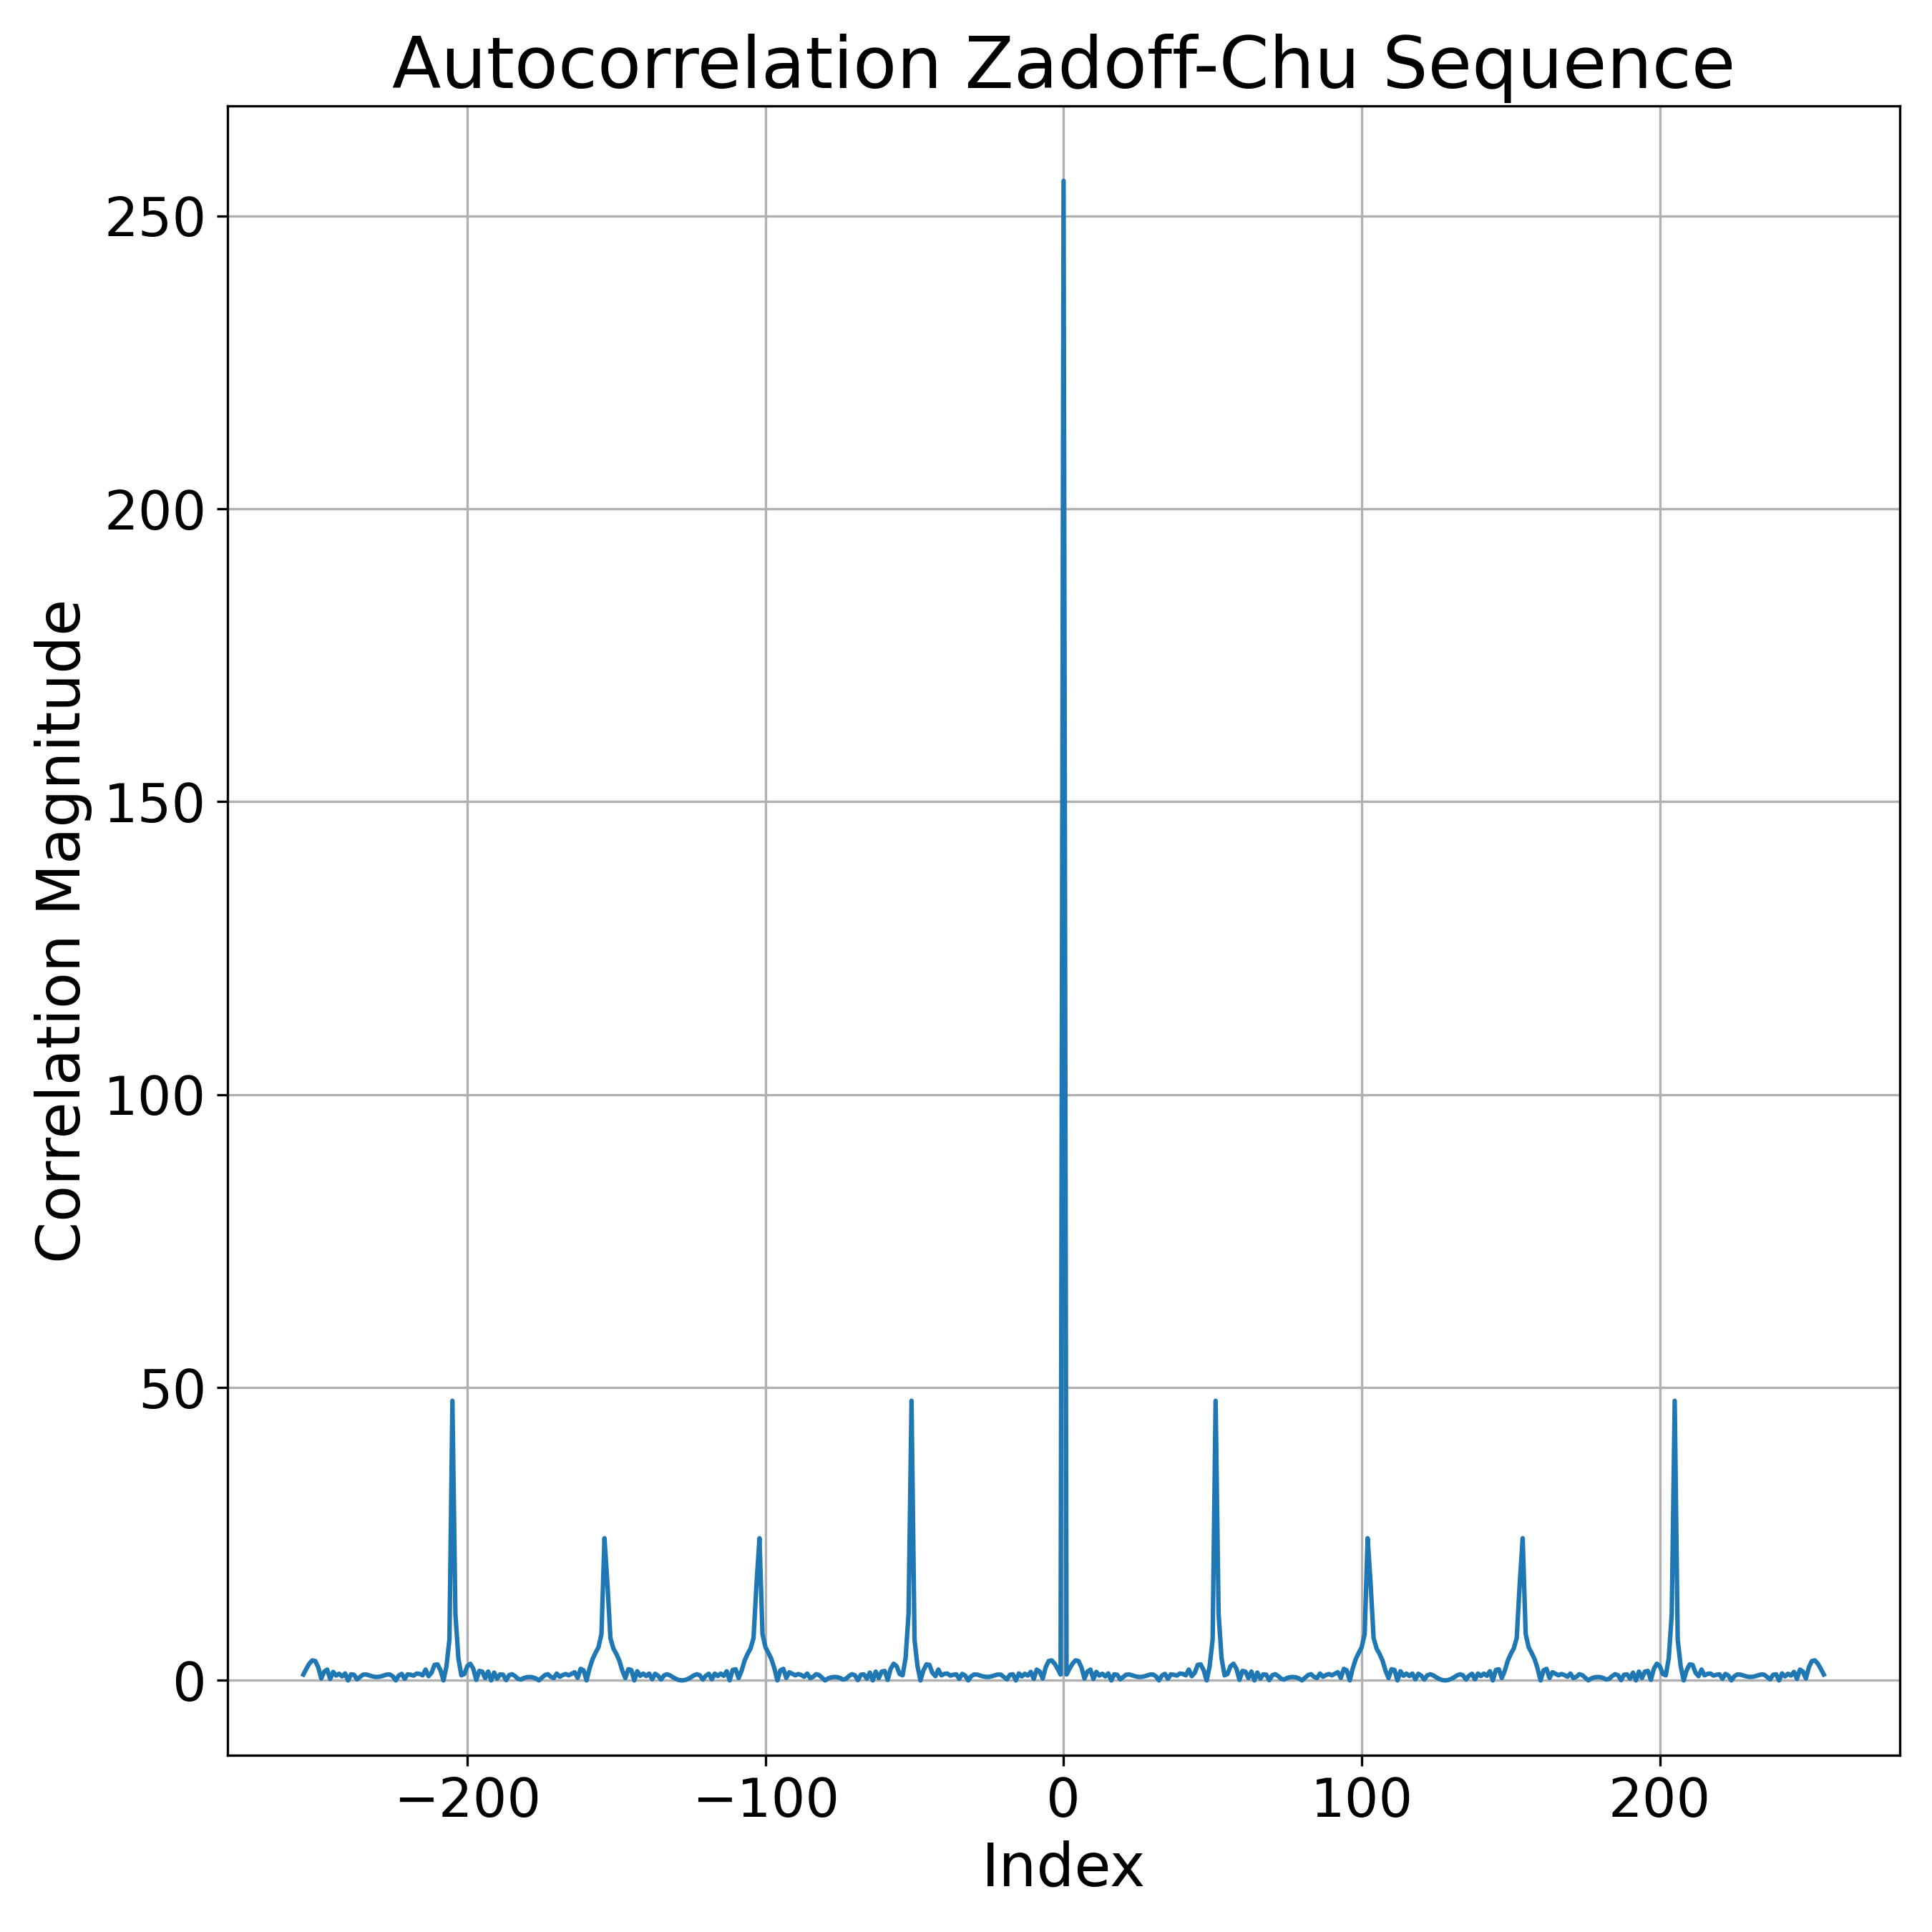 Autocorrelation Zadoff-Chu Sequence
Correlation Magnitude
250
200
150
100
50
0
−200 −100 0 100 200
Index